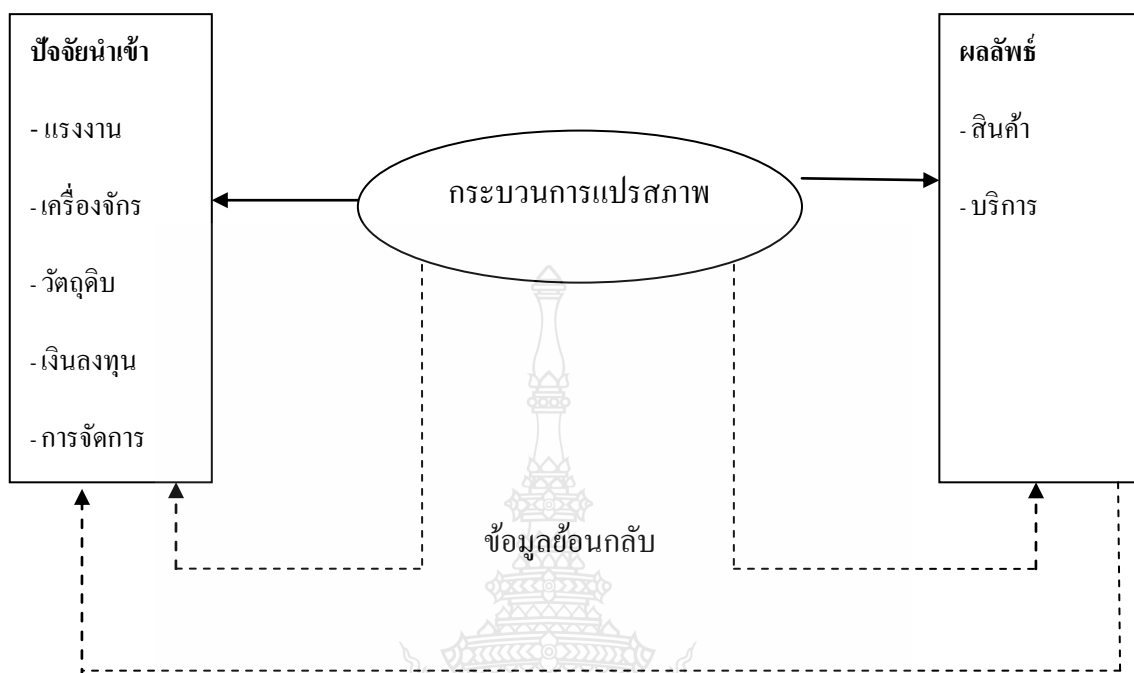 ปัจจัยนำเข้า
- แรงงาน
- เครื่องจักร
- วัตถุดิบ
- เงินลงทุน
- การจัดการ
กระบวนการแปรสภาพ
ผลลัพธ์
- สินค้า
- บริการ
ข้อมูลย้อนกลับ